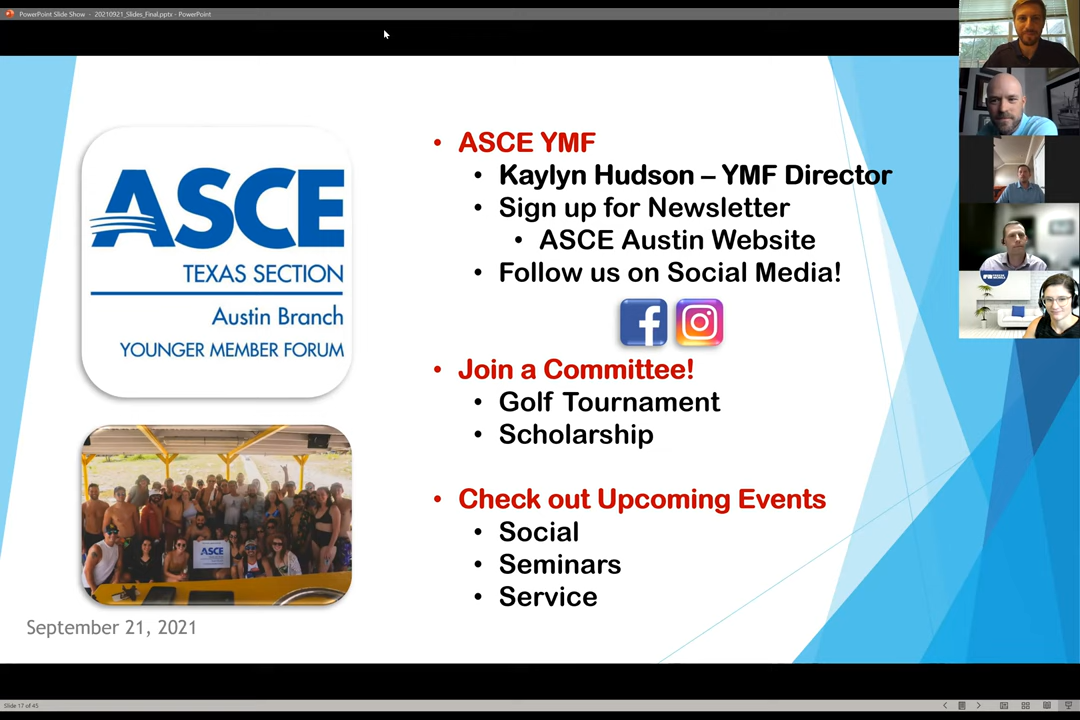 PowerPoint Slide Show - 20210921_Slides_Final.pptx - PowerPoint
ASCE
TEXAS SECTION
Austin Branch
YOUNGER MEMBER FORUM
• ASCE YMF
• Kaylyn Hudson – YMF Director
• Sign up for Newsletter
• ASCE Austin Website
• Follow us on Social Media!
• Join a Committee!
• Golf Tournament
• Scholarship
• Check out Upcoming Events
• Social
• Seminars
• Service
ASCE
September 21, 2021
Slide 17 of 45